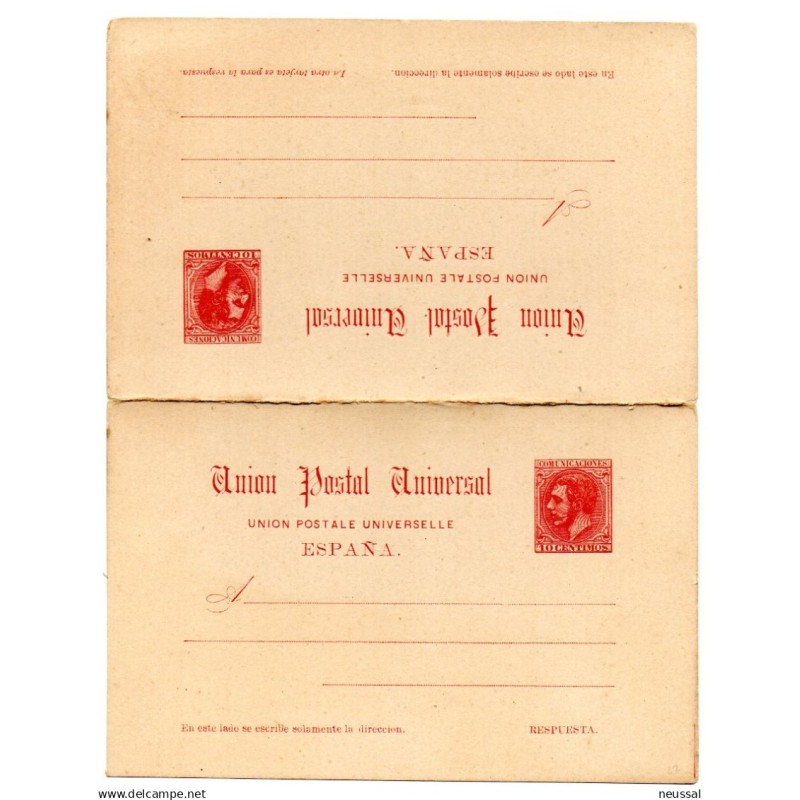 En este lado se escribe solamente la direccion. La otra tarjeta es para la respuesta.
A
ESPAÑA.
UNION POSTALE UNIVERSELLE
Union Postal Universal
COMUNICACIONES
10 CENTIMOS
Union Postal Universal
UNION POSTALE UNIVERSELLE
ESPAÑA.
COMUNICACIONES
10 CENTIMOS
A
En este lado se escribe solamente la direccion. RESPUESTA.
www.delcampe.net
neussal